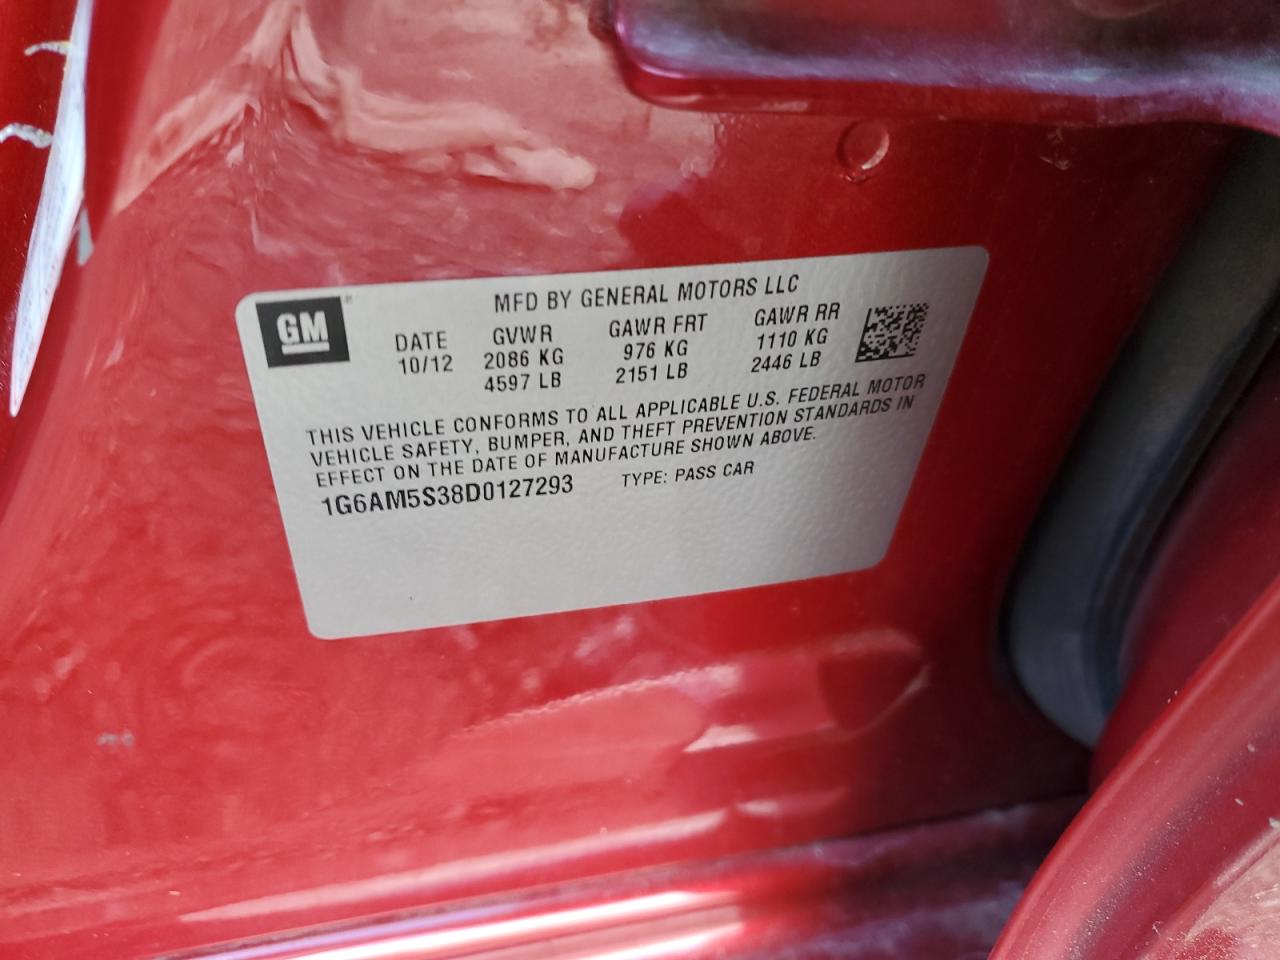 GM
MFD BY GENERAL MOTORS LLC
DATE GVWR GAWR FRT GAWR RR
10/12 2086 KG 976 KG 1110 KG
4597 LB 2151 LB 2446 LB
THIS VEHICLE CONFORMS TO ALL APPLICABLE U.S. FEDERAL MOTOR
VEHICLE SAFETY, BUMPER, AND THEFT PREVENTION STANDARDS IN
EFFECT ON THE DATE OF MANUFACTURE SHOWN ABOVE.
1G6AM5S38D0127293 TYPE: PASS CAR